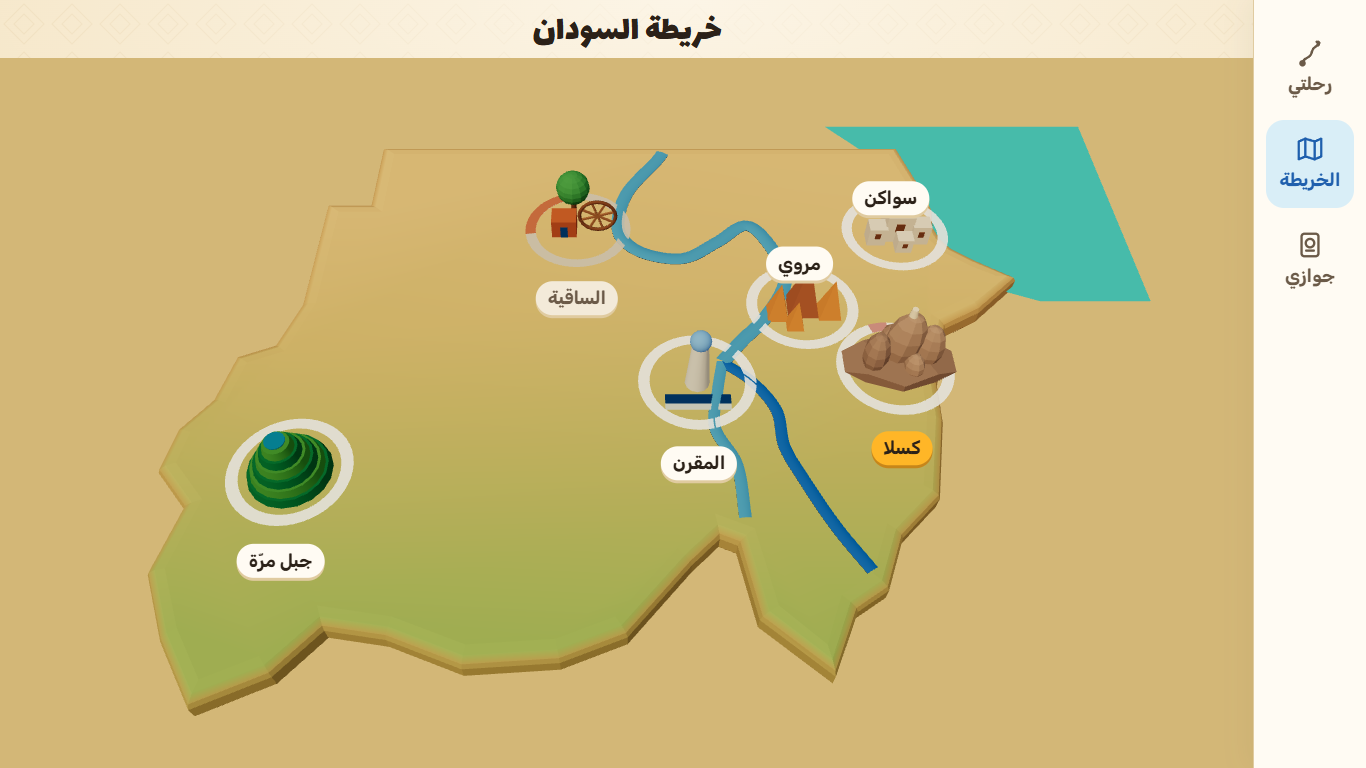 خريطة السودان
رحلتي
الخريطة
جوازي
سواكن
مروي
الساقية
كسلا
المقرن
جبل مرّة